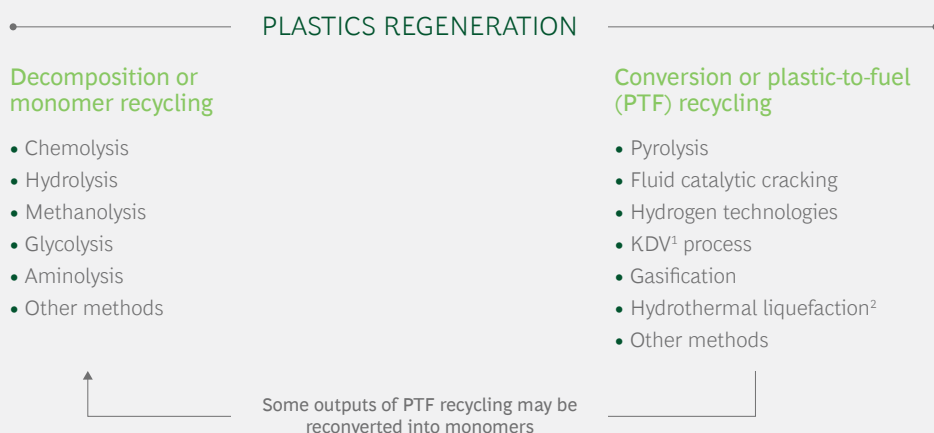 PLASTICS REGENERATION
Decomposition or
monomer recycling
• Chemolysis
• Hydrolysis
• Methanolysis
• Glycolysis
• Aminolysis
• Other methods
Conversion or plastic-to-fuel
(PTF) recycling
• Pyrolysis
• Fluid catalytic cracking
• Hydrogen technologies
• KDV¹ process
• Gasification
• Hydrothermal liquefaction²
• Other methods
Some outputs of PTF recycling may be
reconverted into monomers